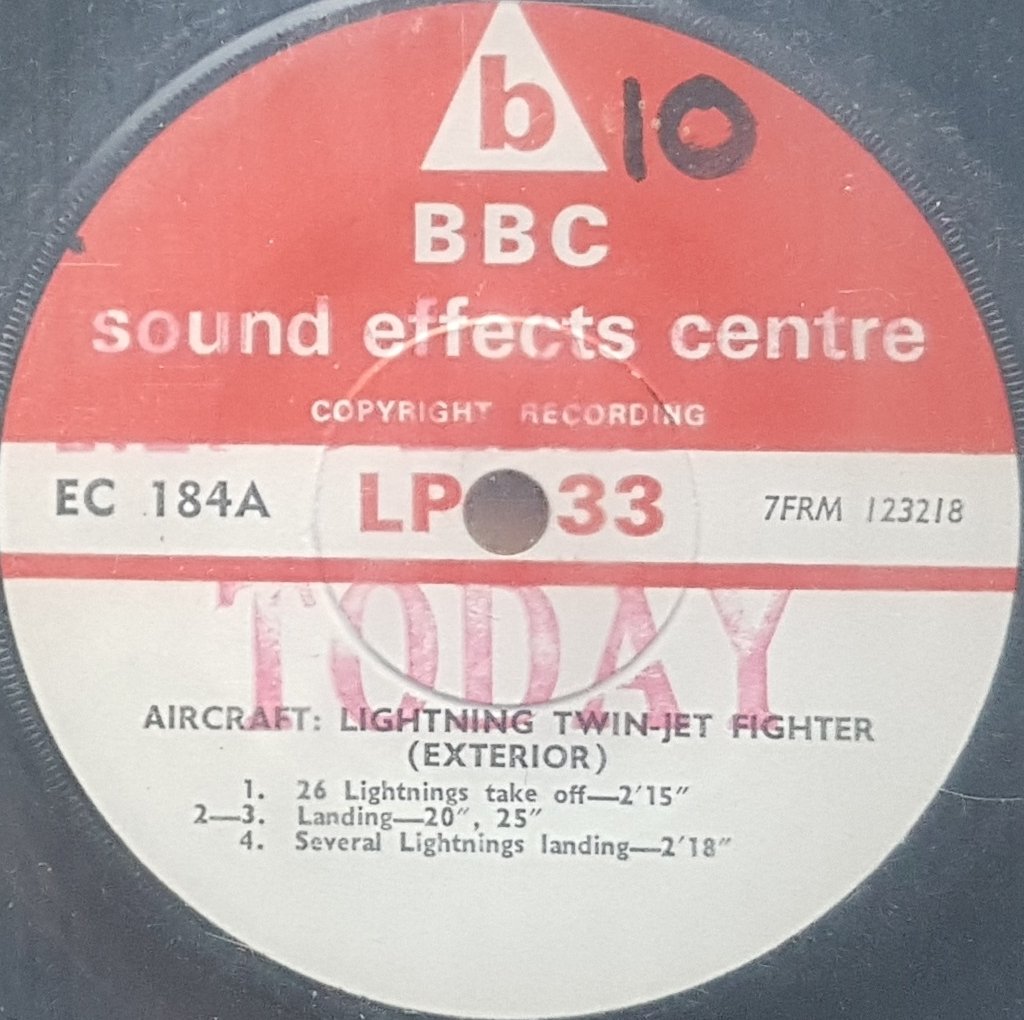 b 10
BBC
sound effects centre
COPYRIGHT RECORDING
EC 184A LP 33 7FRM 123218
TODAY
AIRCRAFT: LIGHTNING TWIN-JET FIGHTER
(EXTERIOR)
1. 26 Lightnings take off—2′15″
2—3. Landing—20″, 25″
4. Several Lightnings landing—2′18″